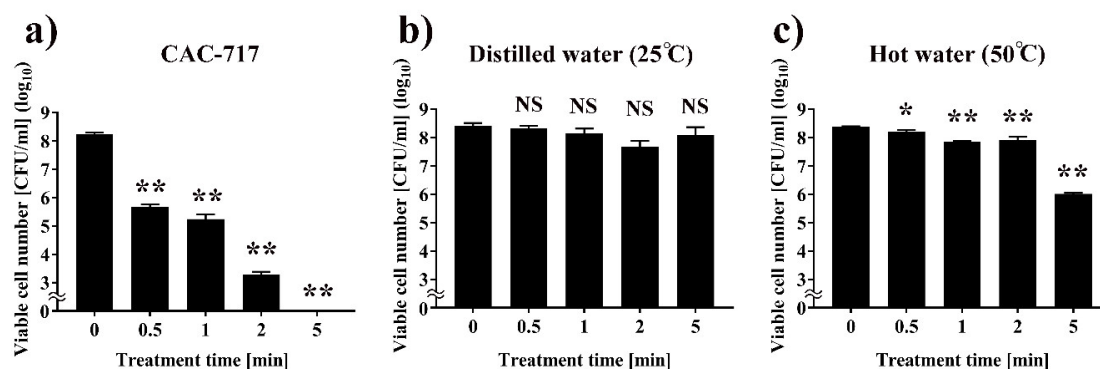 a)
CAC-717
Viable cell number [CFU/ml] (log10)
9
8
7
6
5
4
3
0
** ** ** **
0 0.5 1 2 5
Treatment time [min]
b)
Distilled water (25℃)
Viable cell number [CFU/ml] (log10)
9
8
7
6
5
4
3
0
NS NS NS NS
0 0.5 1 2 5
Treatment time [min]
c)
Hot water (50℃)
Viable cell number [CFU/ml] (log10)
9
8
7
6
5
4
3
0
* ** ** **
0 0.5 1 2 5
Treatment time [min]